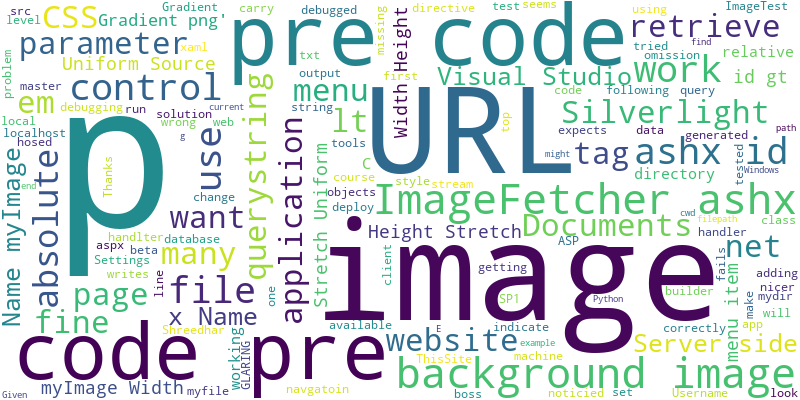 src
CSS
Gradient
Gradient png'
carry
debugged
directive
test
seems
using
ImageTest
level
pre code
retrieve
parameter
xaml
Uniform Source
txt
output
missing
Width Height
first
tried
find
omission
relative
problem
control
querystring
menu
Visual Studio
work
id gt
em
master
debugging
run
solution
current
string
following
query
code
local
localhost
hosed
wrong
web
g
lt
URL
top
Silverlight
expects
data
generated
path
p
use
application
tools
C
tag
ashx id
might
Thanks
course
style
stream
directory
tested
Windows
absolute
change
objects
deploy
ImageFetcher ashx
class
end
Name myImage
handlter
database
want
Documents
cwd
filepath
aspx
beta
many
Stretch Uniform
Height Stretch
ASP
handler
net
Settings
writes
line
file
image
client
getting
fails
adding
nicer
page
x Name
SP1
builder
menu item
mydir
fine
one
available
indicate
Python
make
will
code pre
Shreedhar
website
E
example
correctly
app
working
GLARING
ThisSite
machine
Server side
myImage Width
myfile
navgatoin
background image
Given
boss
set
Username
look